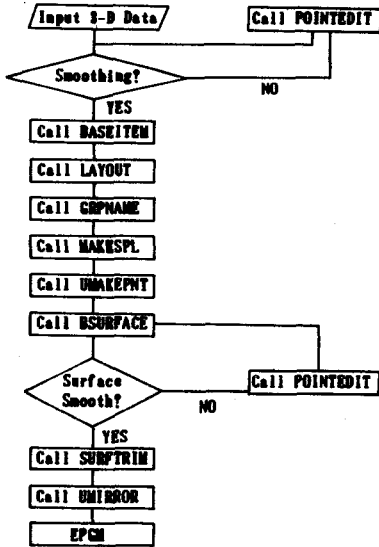 Input 3-D Data
Call POINTEDIT
Smoothing?
NO
YES
Call BASEITEM
Call LAYOUT
Call GRPNAME
Call MAKESPL
Call UMAKEPNT
Call BSURFACE
Surface
Smooth?
Call POINTEDIT
NO
YES
Call SURFTRIM
Call UMIRROR
EPGM